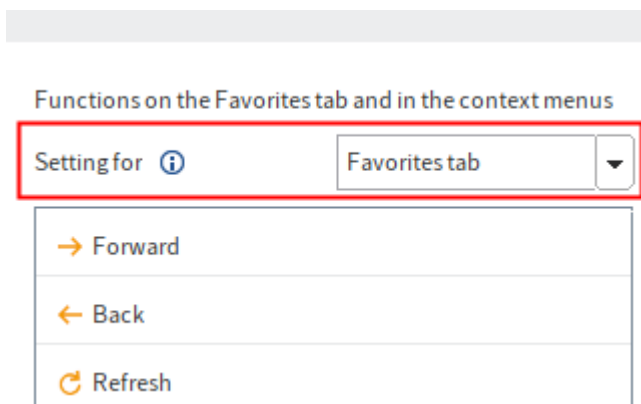 Functions on the Favorites tab and in the context menus
Setting for Favorites tab
Forward
Back
Refresh